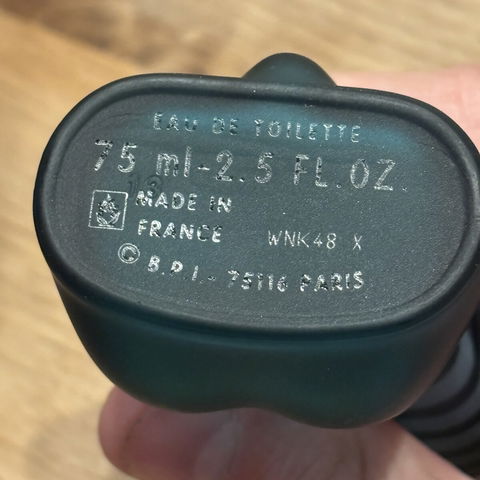 EAU DE TOILETTE
75 ml-2.5 FL.OZ.
MADE IN
FRANCE
WNK48 X
© B.P.I.- 75116 PARIS